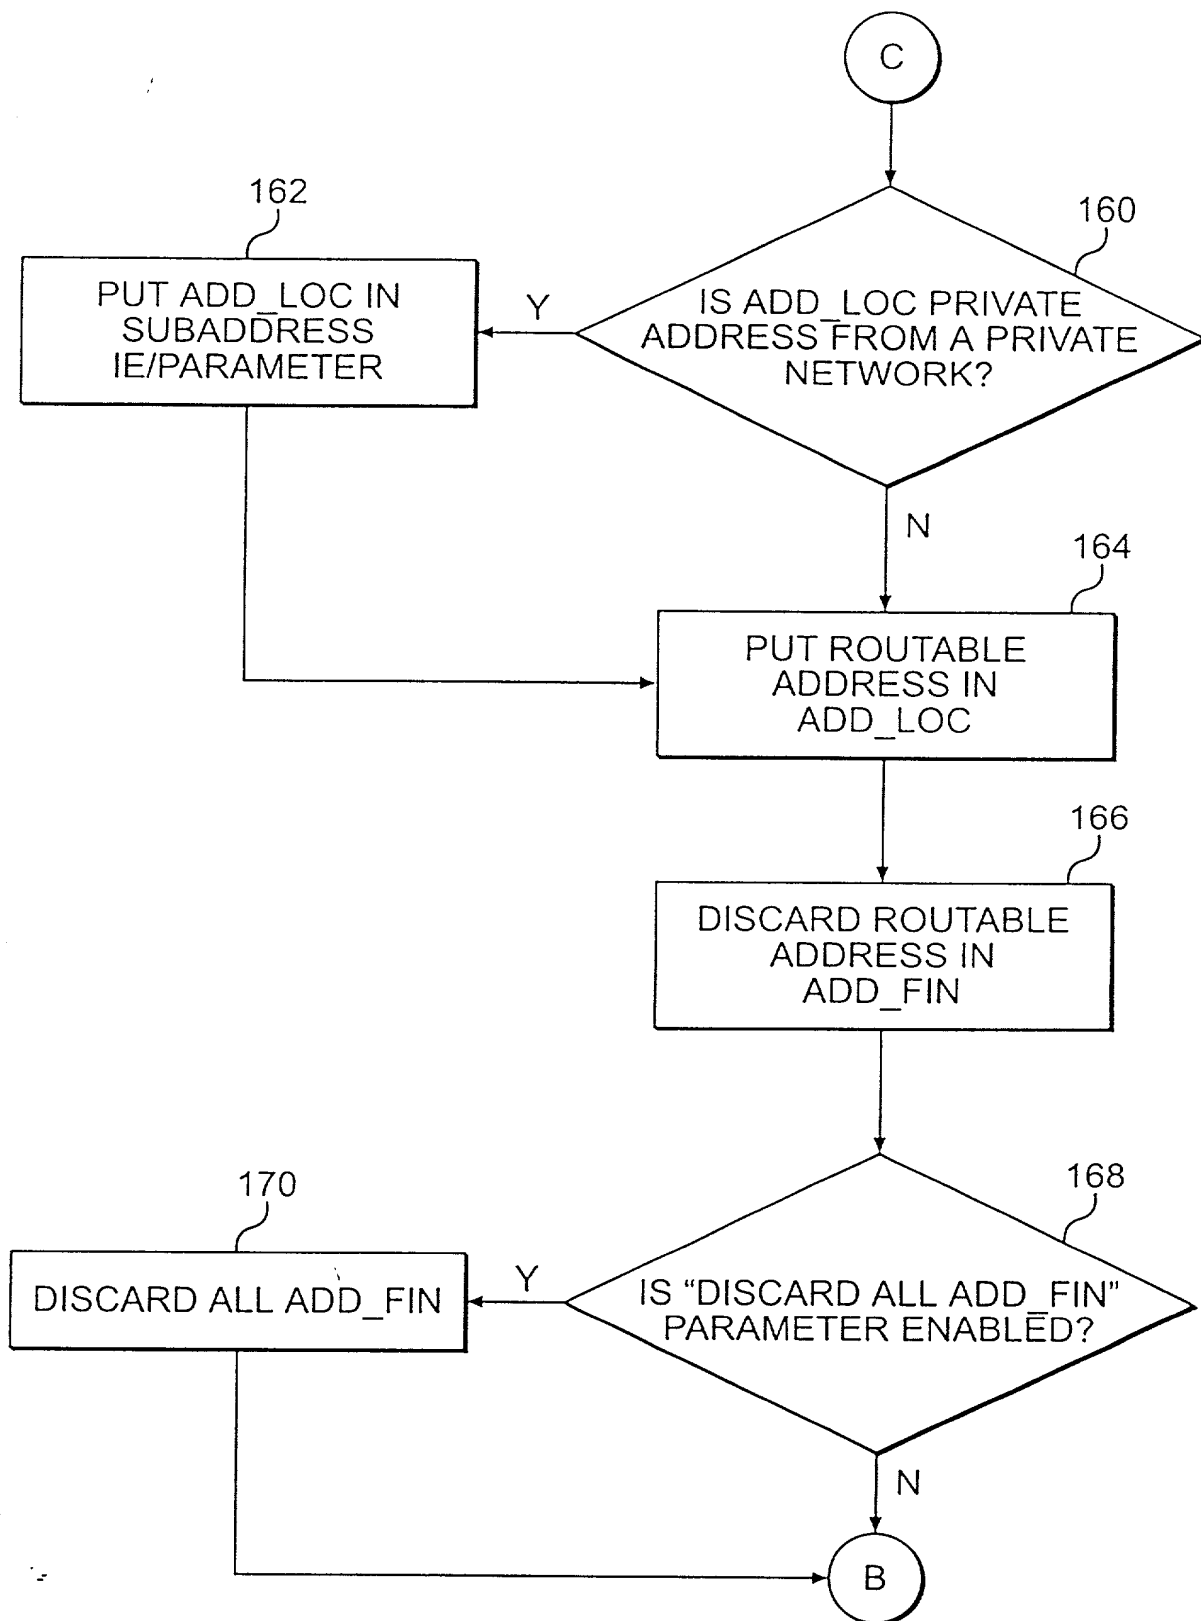 C
160
IS ADD_LOC PRIVATE
ADDRESS FROM A PRIVATE
NETWORK?
Y
162
PUT ADD_LOC IN
SUBADDRESS
IE/PARAMETER
N
164
PUT ROUTABLE
ADDRESS IN
ADD_LOC
166
DISCARD ROUTABLE
ADDRESS IN
ADD_FIN
168
IS “DISCARD ALL ADD_FIN”
PARAMETER ENABLED?
Y
170
DISCARD ALL ADD_FIN
N
B